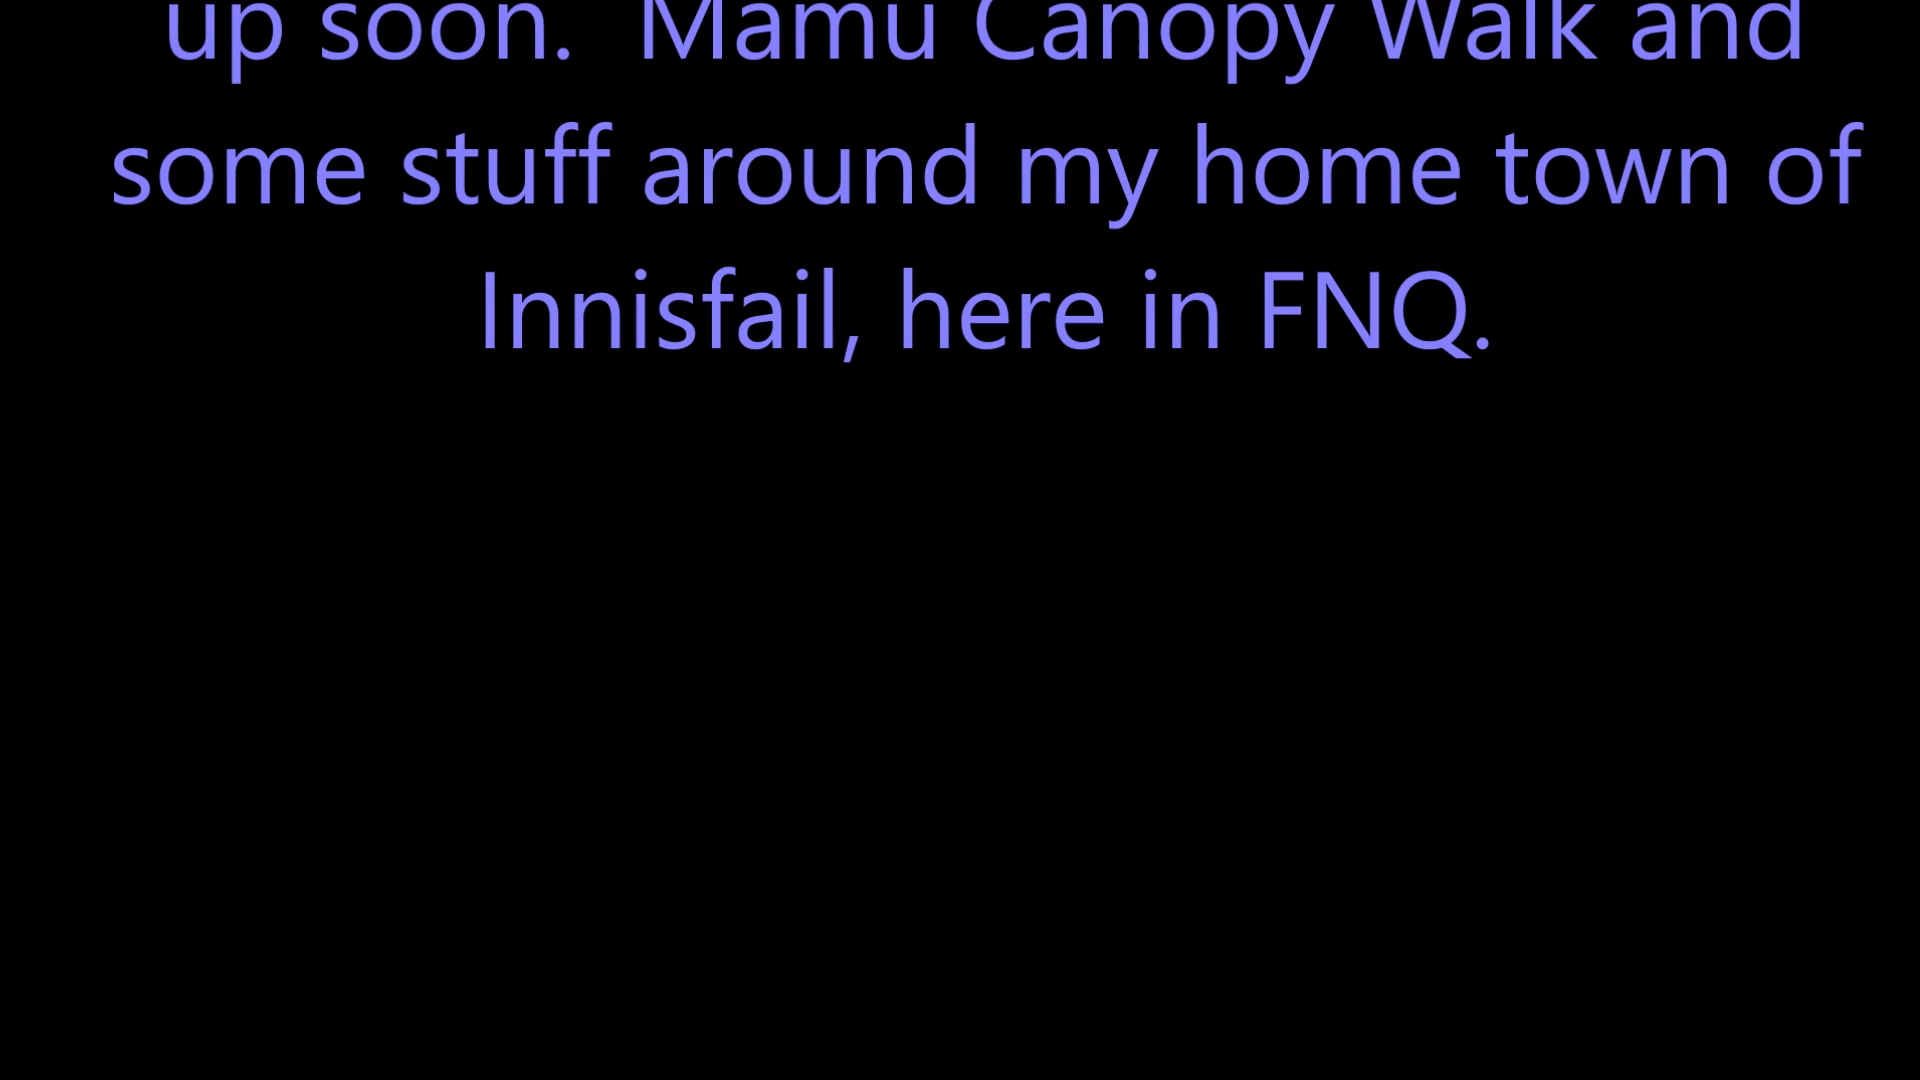 up soon.  Mamu Canopy Walk and
some stuff around my home town of
Innisfail, here in FNQ.